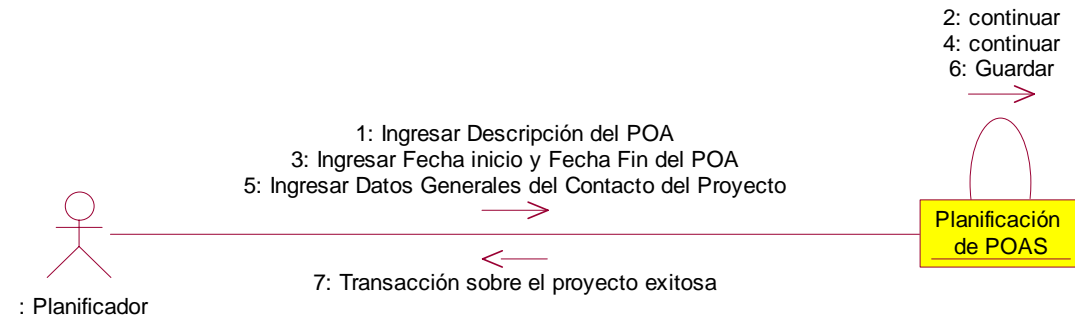 2: continuar
4: continuar
6: Guardar
1: Ingresar Descripción del POA
3: Ingresar Fecha inicio y Fecha Fin del POA
5: Ingresar Datos Generales del Contacto del Proyecto
Planificación
de POAS
7: Transacción sobre el proyecto exitosa
: Planificador